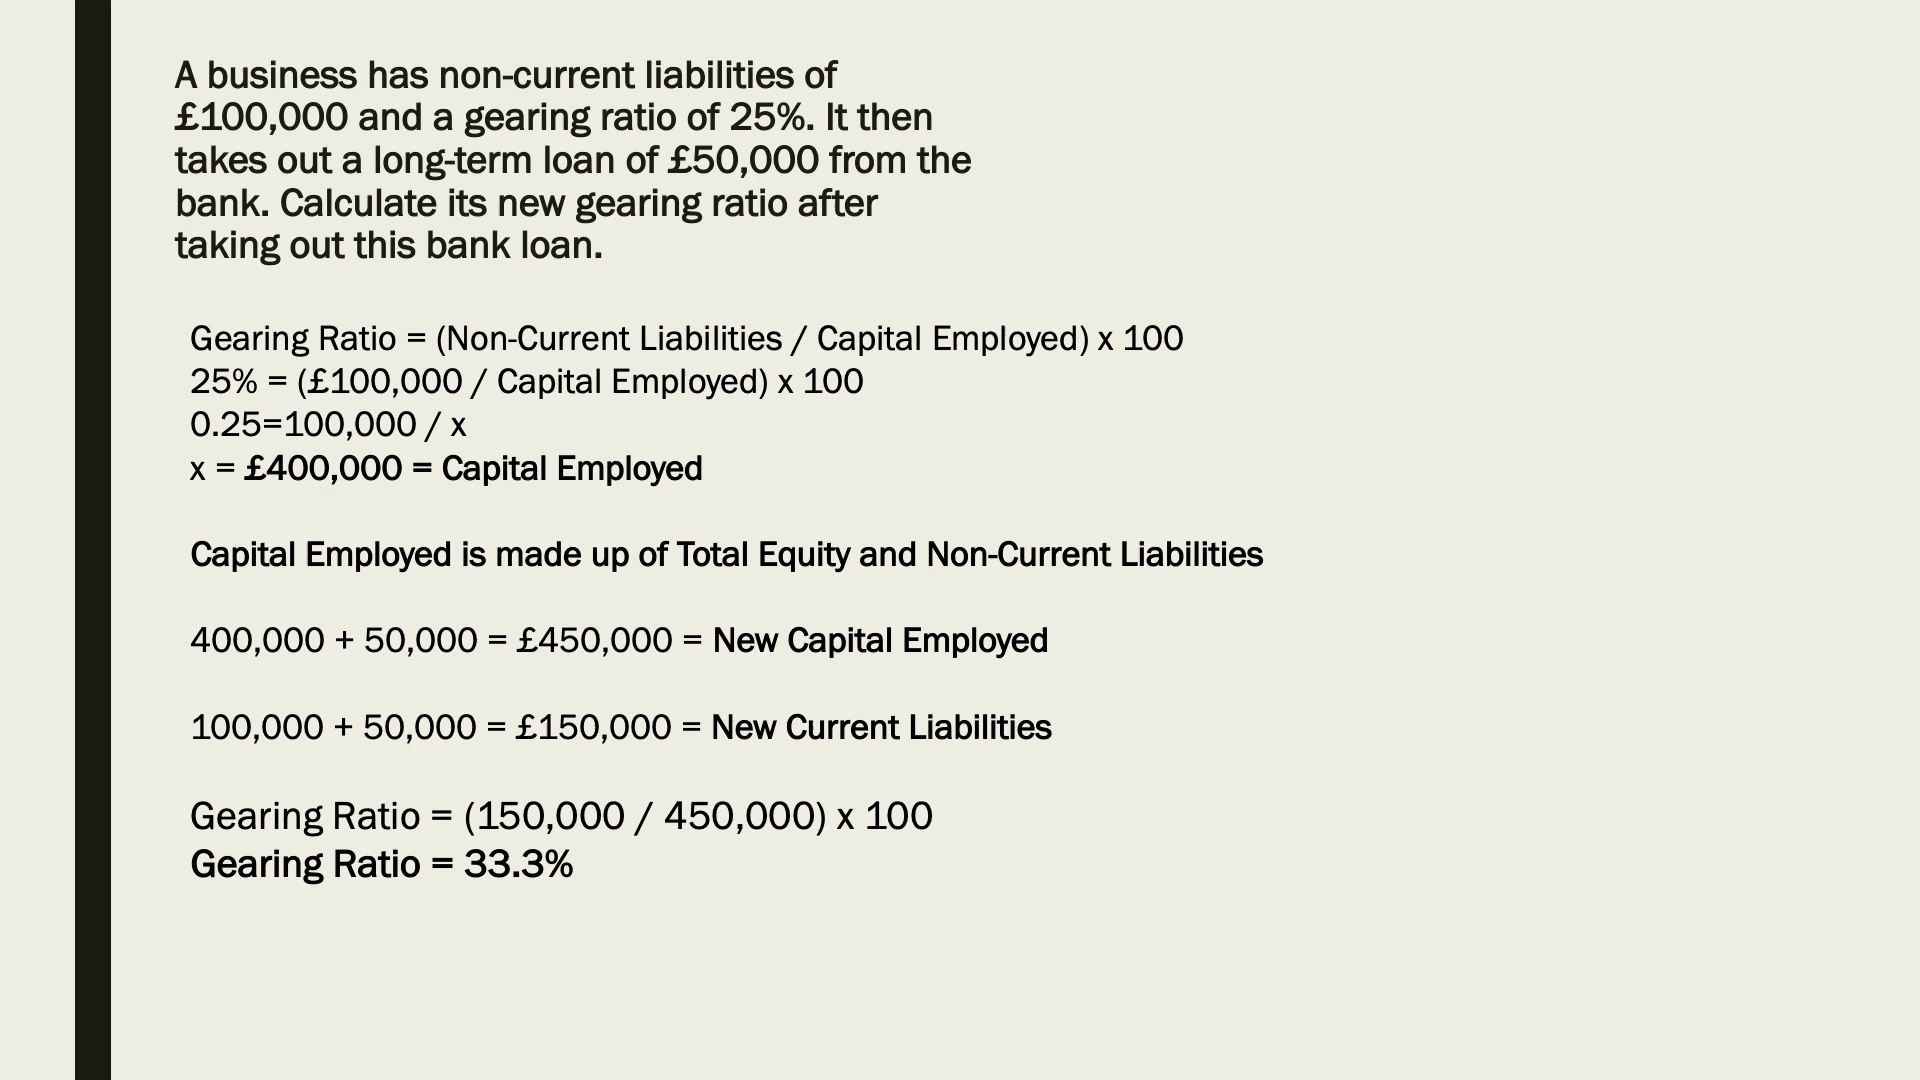 A business has non-current liabilities of
£100,000 and a gearing ratio of 25%. It then
takes out a long-term loan of £50,000 from the
bank. Calculate its new gearing ratio after
taking out this bank loan.
Gearing Ratio = (Non-Current Liabilities / Capital Employed) x 100
25% = (£100,000 / Capital Employed) x 100
0.25=100,000 / x
x = £400,000 = Capital Employed
Capital Employed is made up of Total Equity and Non-Current Liabilities
400,000 + 50,000 = £450,000 = New Capital Employed
100,000 + 50,000 = £150,000 = New Current Liabilities
Gearing Ratio = (150,000 / 450,000) x 100
Gearing Ratio = 33.3%